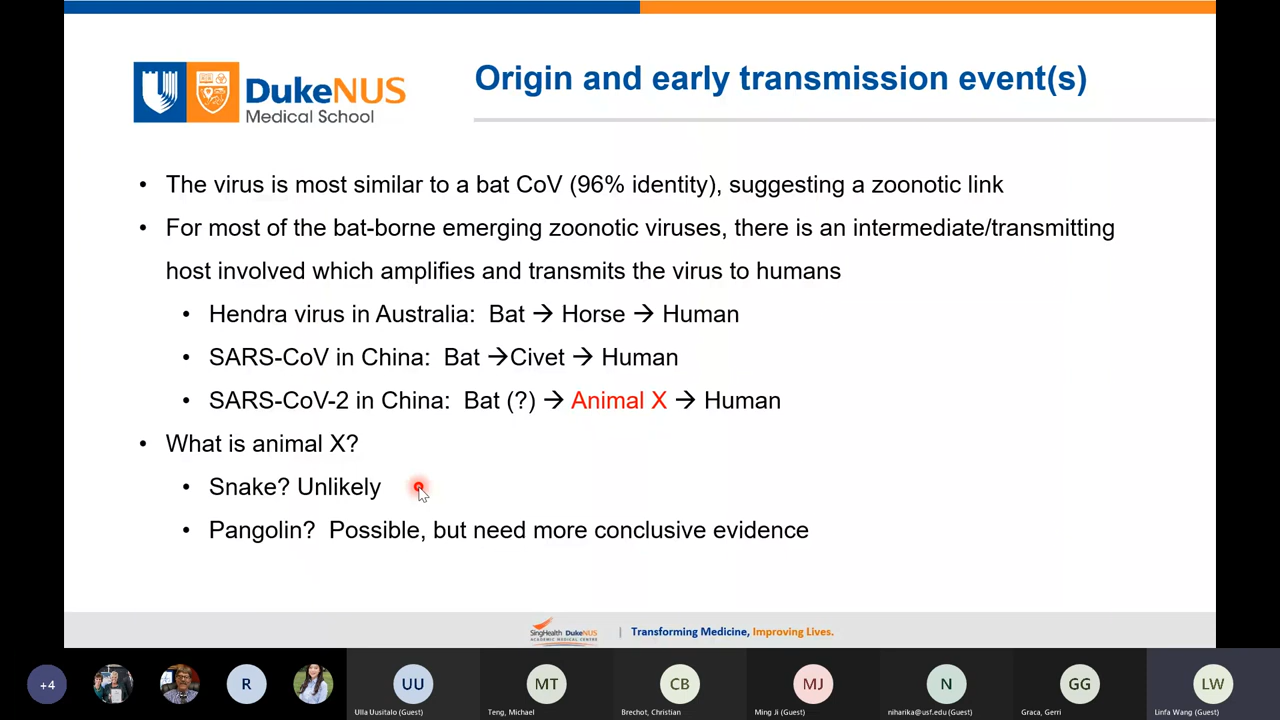 DukeNUS
Medical School
Origin and early transmission event(s)
• The virus is most similar to a bat CoV (96% identity), suggesting a zoonotic link
• For most of the bat-borne emerging zoonotic viruses, there is an intermediate/transmitting
host involved which amplifies and transmits the virus to humans
• Hendra virus in Australia: Bat → Horse → Human
• SARS-CoV in China: Bat →Civet → Human
• SARS-CoV-2 in China: Bat (?) → Animal X → Human
• What is animal X?
• Snake? Unlikely
• Pangolin? Possible, but need more conclusive evidence
SingHealth DukeNUS
ACADEMIC MEDICAL CENTRE
Transforming Medicine, Improving Lives.
+4
R
UU
MT
CB
MJ
N
GG
LW
Ulla Uusitalo (Guest)
Teng, Michael
Brechot, Christian
Ming Ji (Guest)
niharika@usf.edu (Guest)
Graca, Gerri
Linfa Wang (Guest)